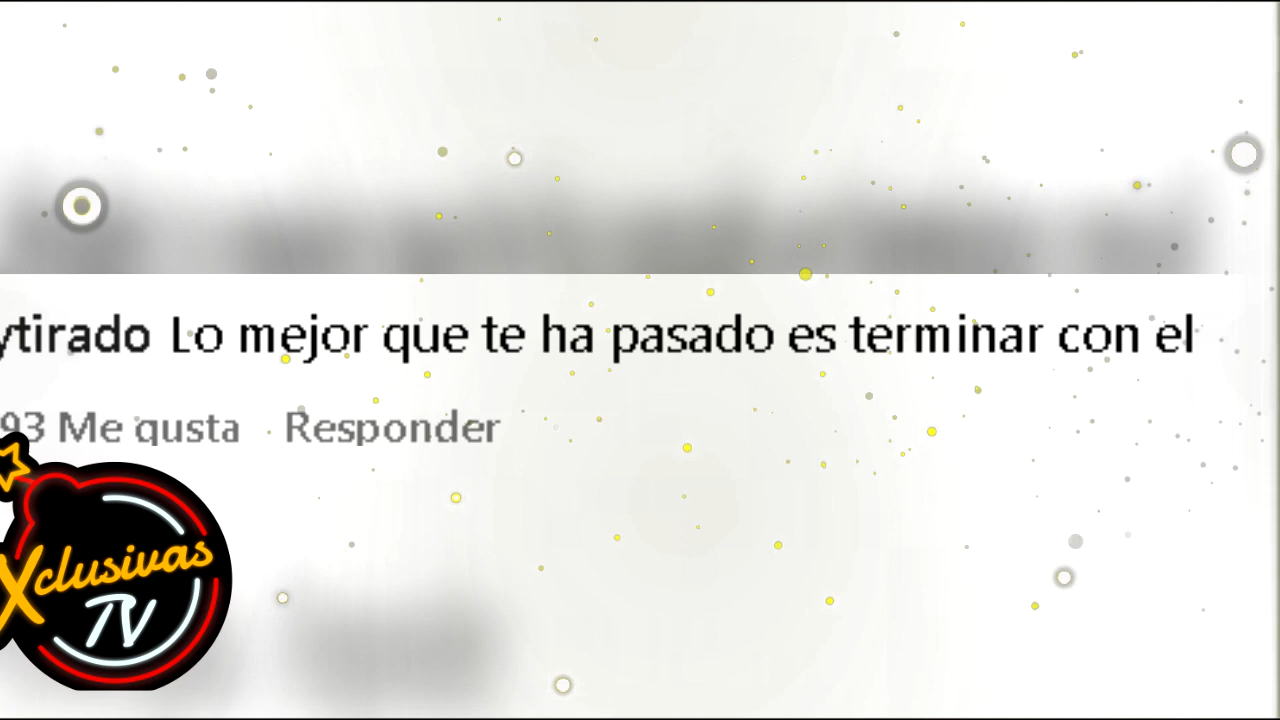 ytirado Lo mejor que te ha pasado es terminar con el
93 Me gusta Responder
Xclusivas
TV